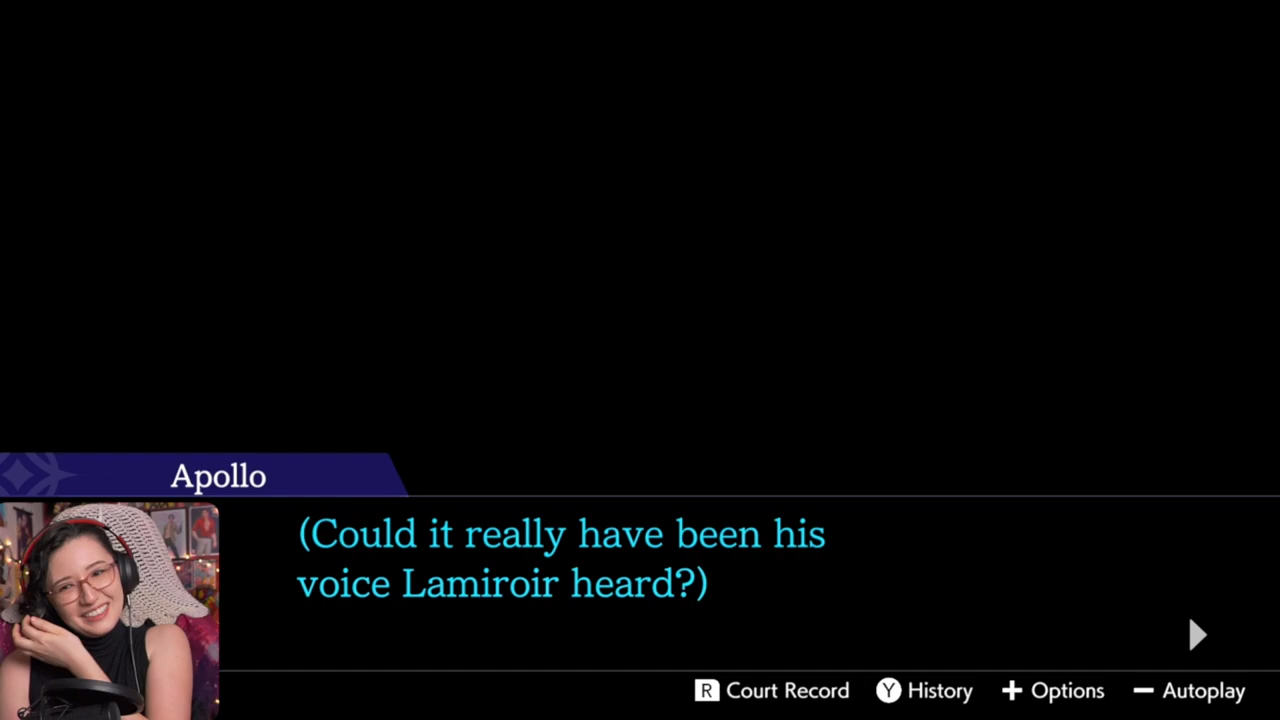 Apollo
(Could it really have been his
voice Lamiroir heard?)
R Court Record Y History + Options − Autoplay